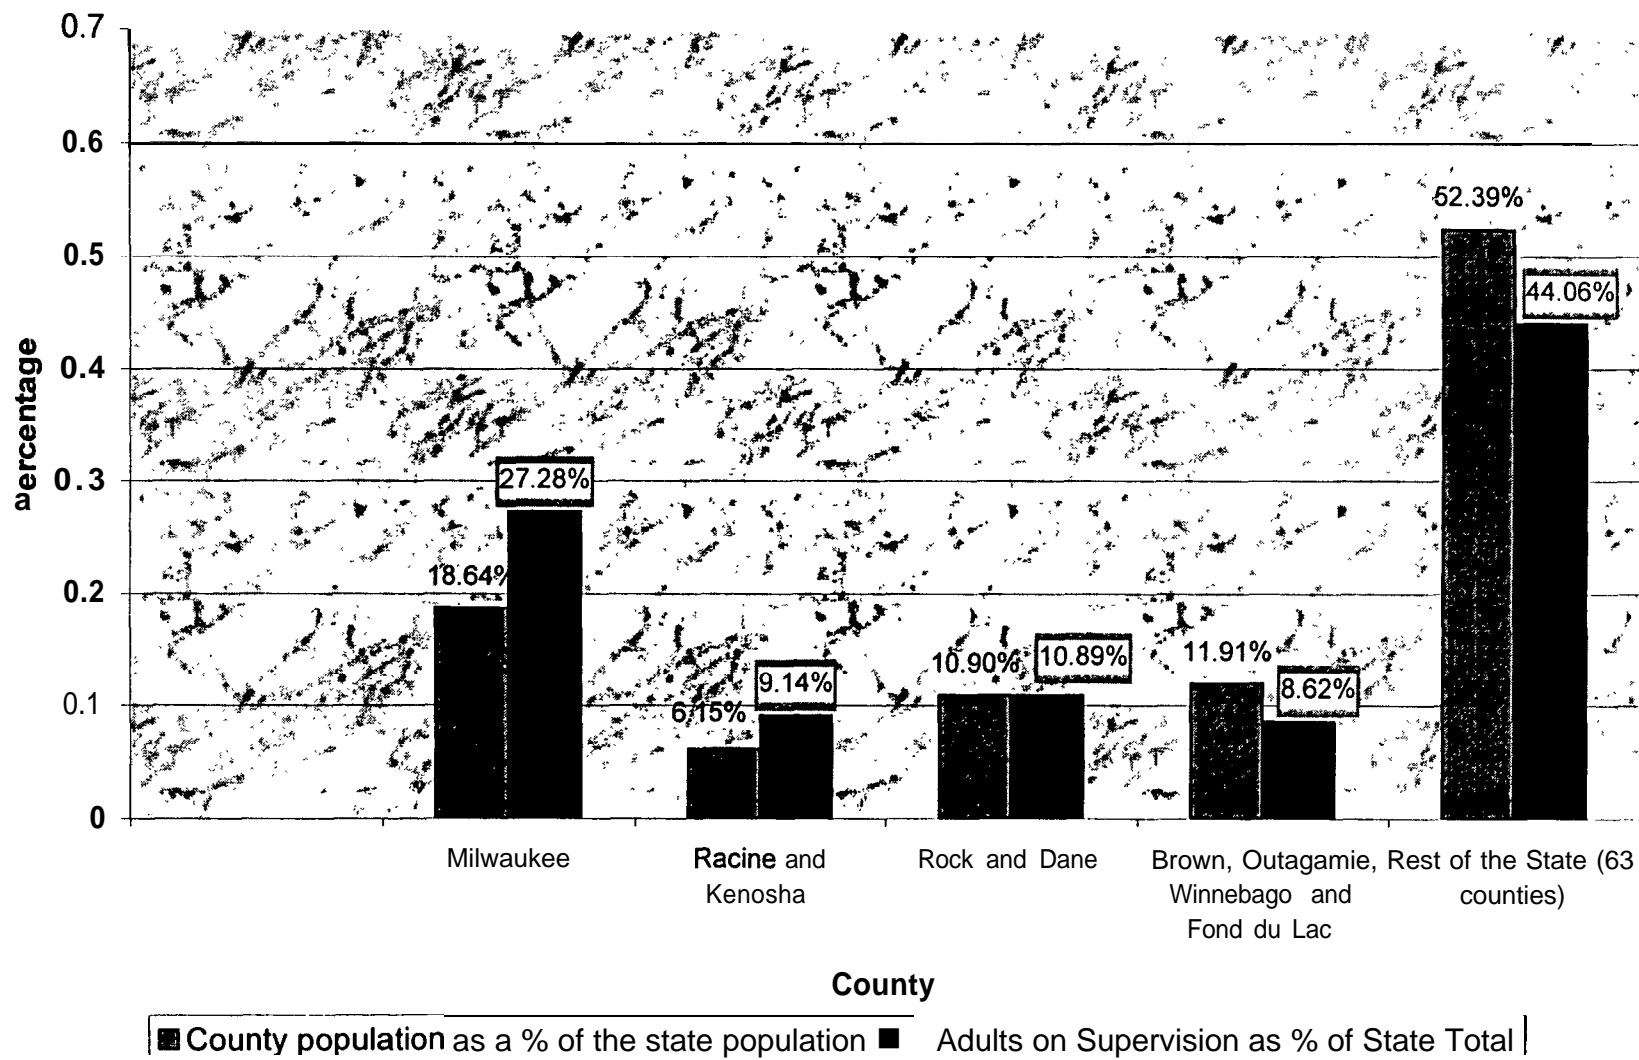 0.7
0.6
0.5
0.4
0.3
0.2
0.1
0
Percentage
18.64%
27.28%
6.15%
9.14%
10.90%
10.89%
11.91%
8.62%
52.39%
44.06%
Milwaukee
Racine and
Kenosha
Rock and Dane
Brown, Outagamie,
Winnebago and
Fond du Lac
Rest of the State (63
counties)
County
County population as a % of the state population
Adults on Supervision as % of State Total